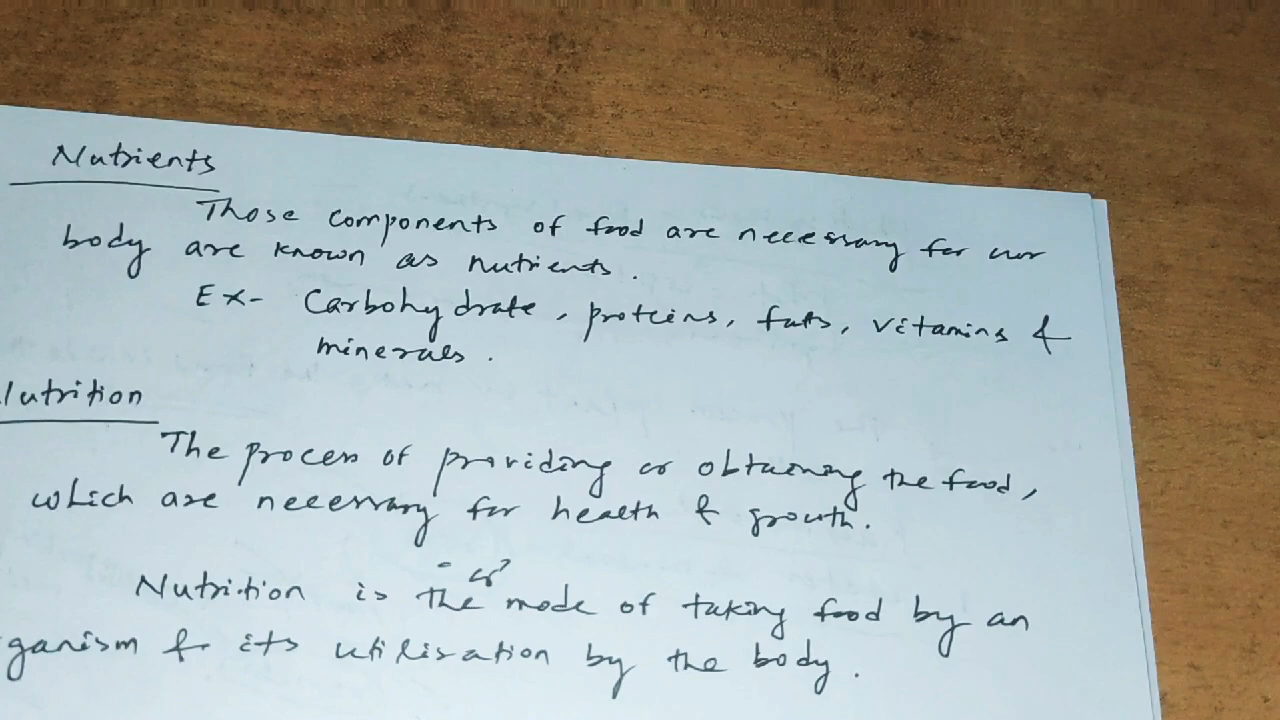 Nutrients
Those components of food are necessary for our
body are known as nutrients.
Ex- Carbohydrate, proteins, fats, vitamins &
minerals.
lutrition
The process of providing or obtaining the food,
which are necessary for health & growth.
- or
Nutrition is the mode of taking food by an
ganism & its utilisation by the body.